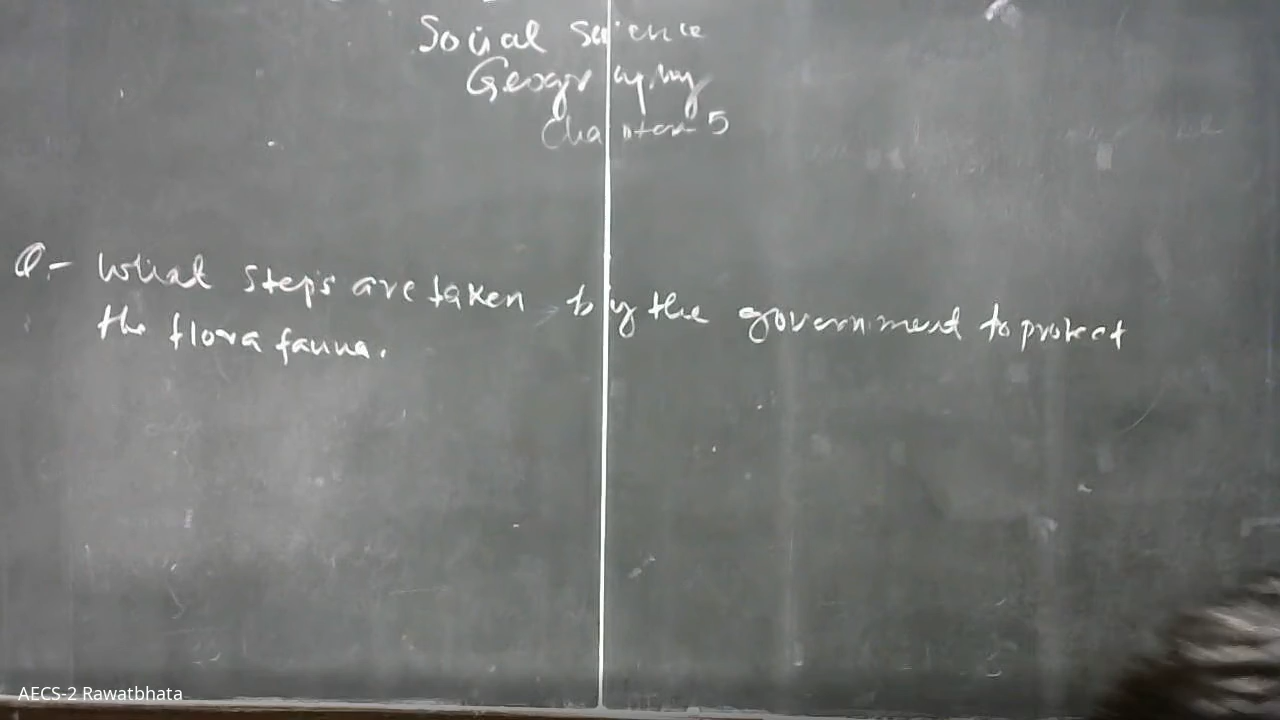 Social Science
Geography
Chapter 5
Q.- What steps are taken by the government to protect
the flora fauna.
AECS-2 Rawatbhata